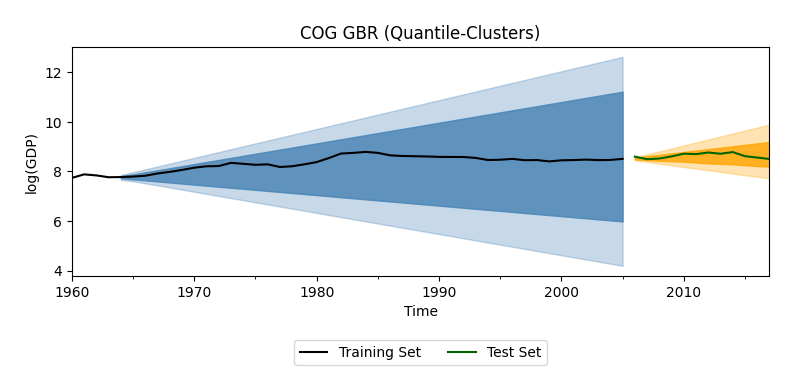 COG GBR (Quantile-Clusters)
log(GDP)
12
10
8
6
4
1960 1970 1980 1990 2000 2010
Time
Training Set Test Set